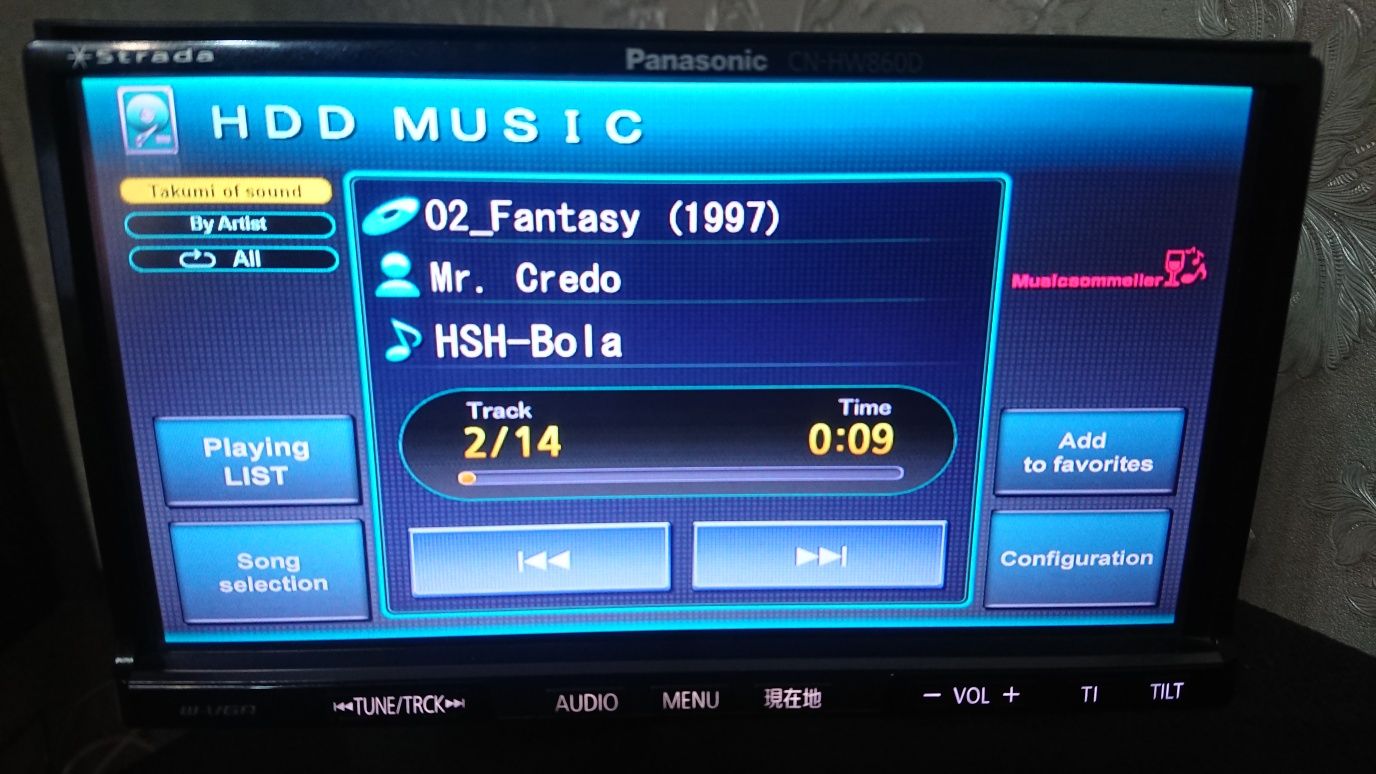 Strada
Panasonic CN-HW860D
HDD MUSIC
Takumi of sound
By Artist
All
02_Fantasy (1997)
Mr. Credo
HSH-Bola
Musicsommelier
Track
2/14
Time
0:09
Playing
LIST
Song
selection
Add
to favorites
Configuration
W-VGA
TUNE/TRCK
AUDIO
MENU
現在地
− VOL +
TI
TILT